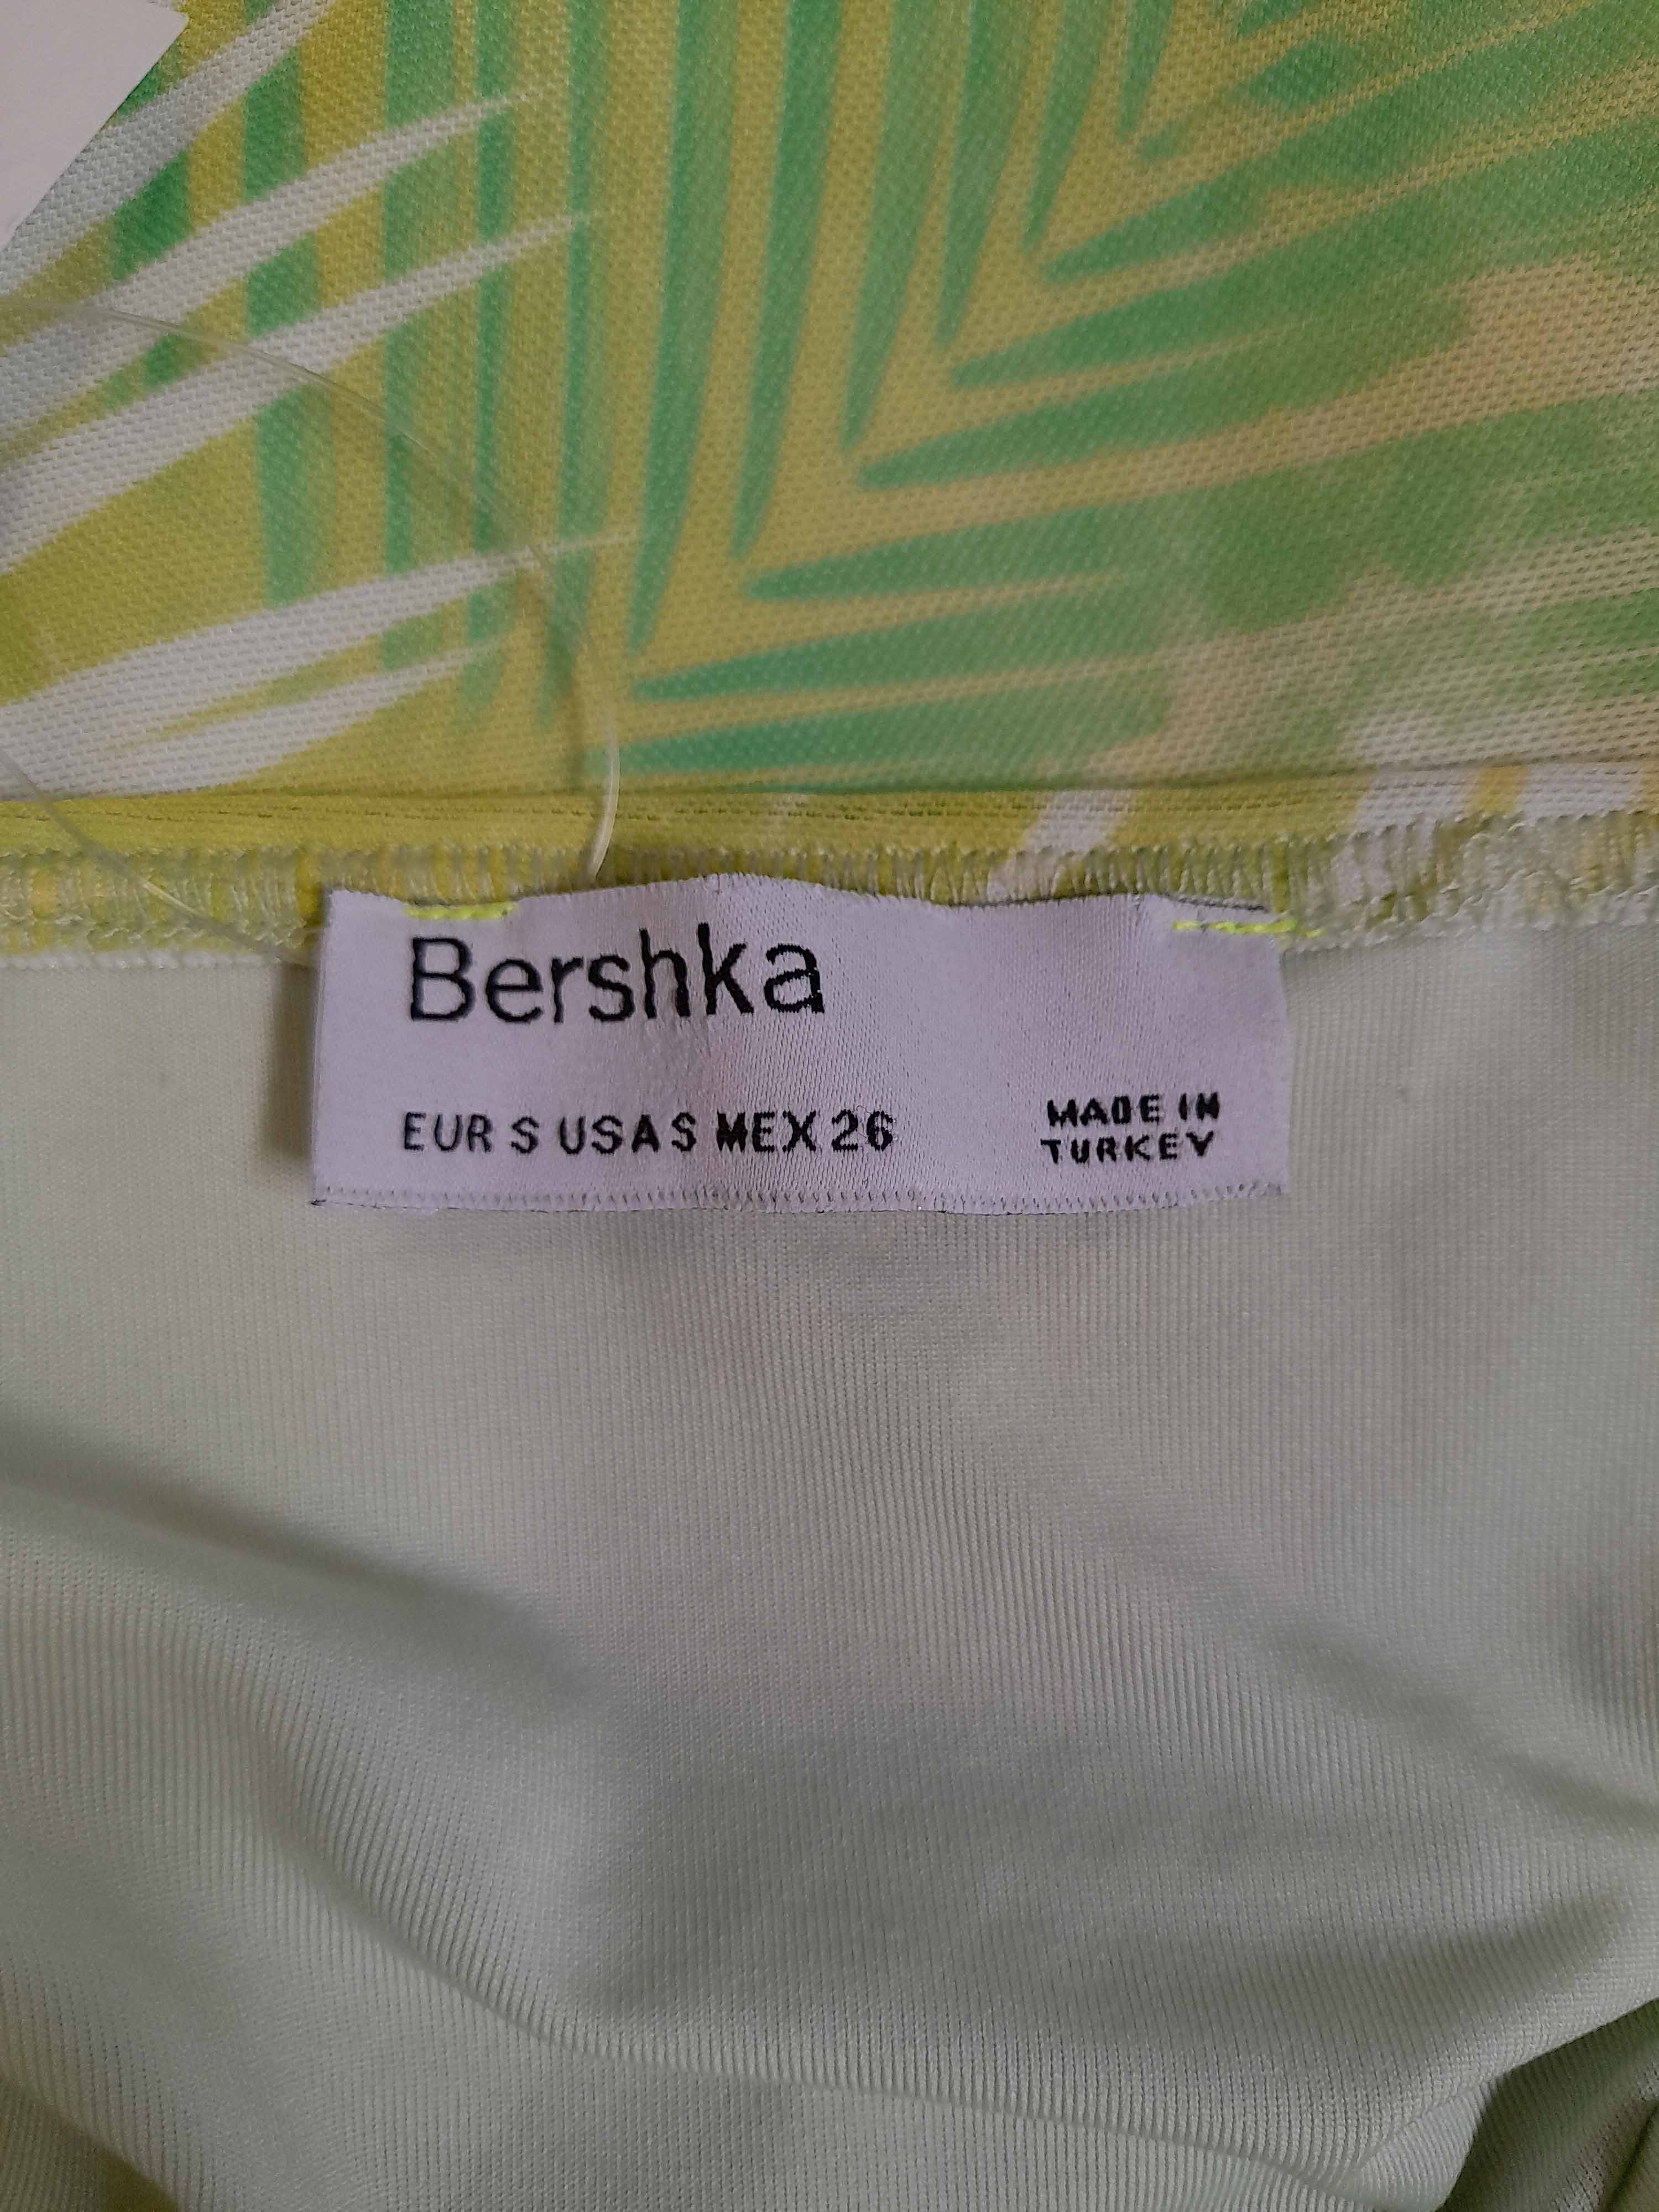 Bershka
EUR S USA S MEX 26
MADE IN
TURKEY